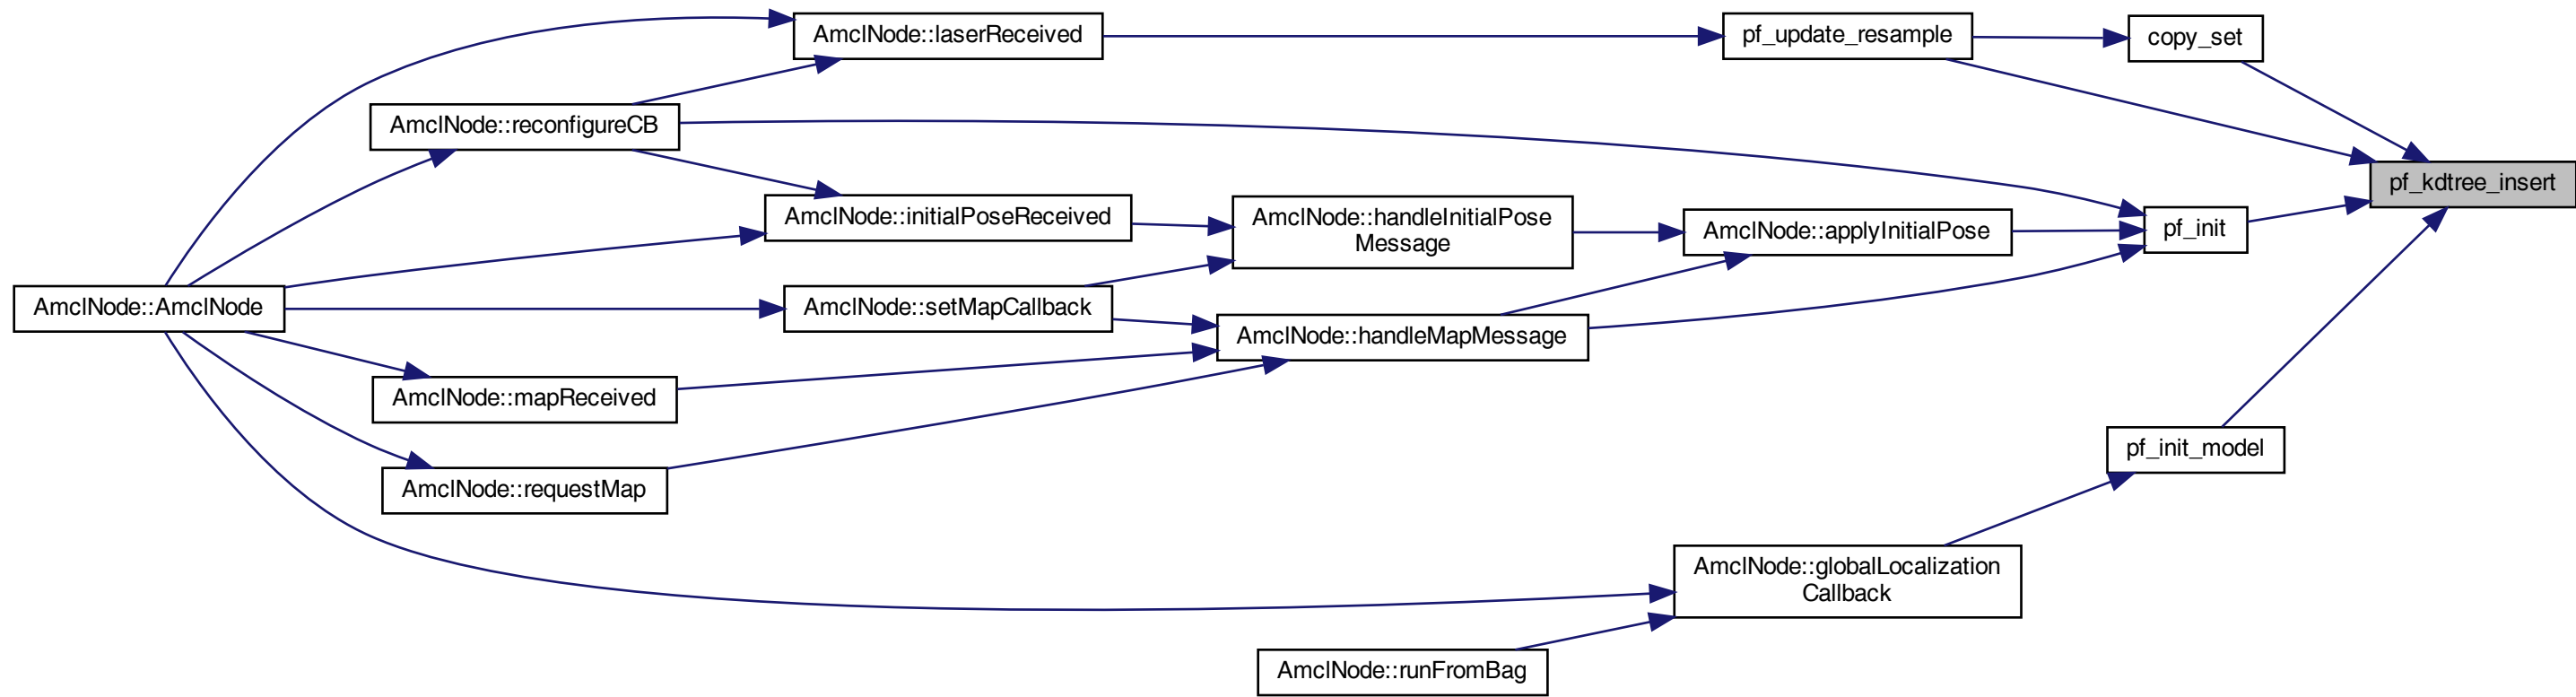 AmclNode::laserReceived
pf_update_resample
copy_set
AmclNode::reconfigureCB
pf_kdtree_insert
AmclNode::initialPoseReceived
AmclNode::handleInitialPose
Message
AmclNode::applyInitialPose
pf_init
AmclNode::AmclNode
AmclNode::setMapCallback
AmclNode::handleMapMessage
AmclNode::mapReceived
pf_init_model
AmclNode::requestMap
AmclNode::globalLocalization
Callback
AmclNode::runFromBag